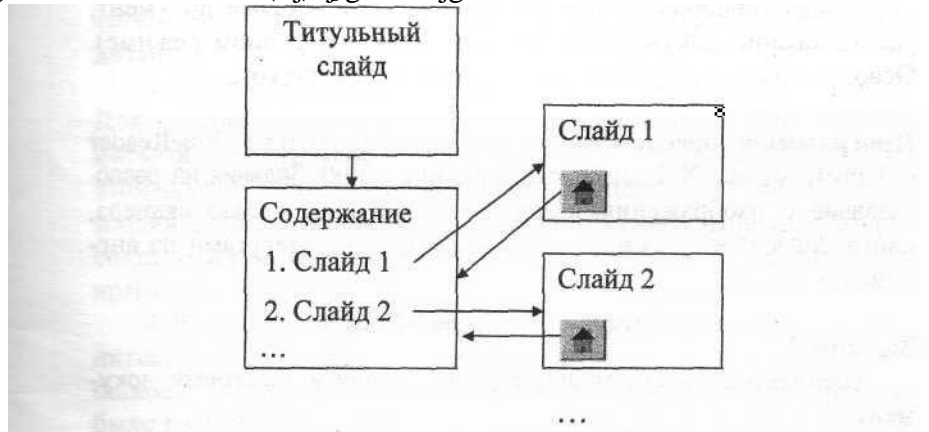 Титульный
слайд
Слайд 1
Содержание
1. Слайд 1
2. Слайд 2
...
Слайд 2
...